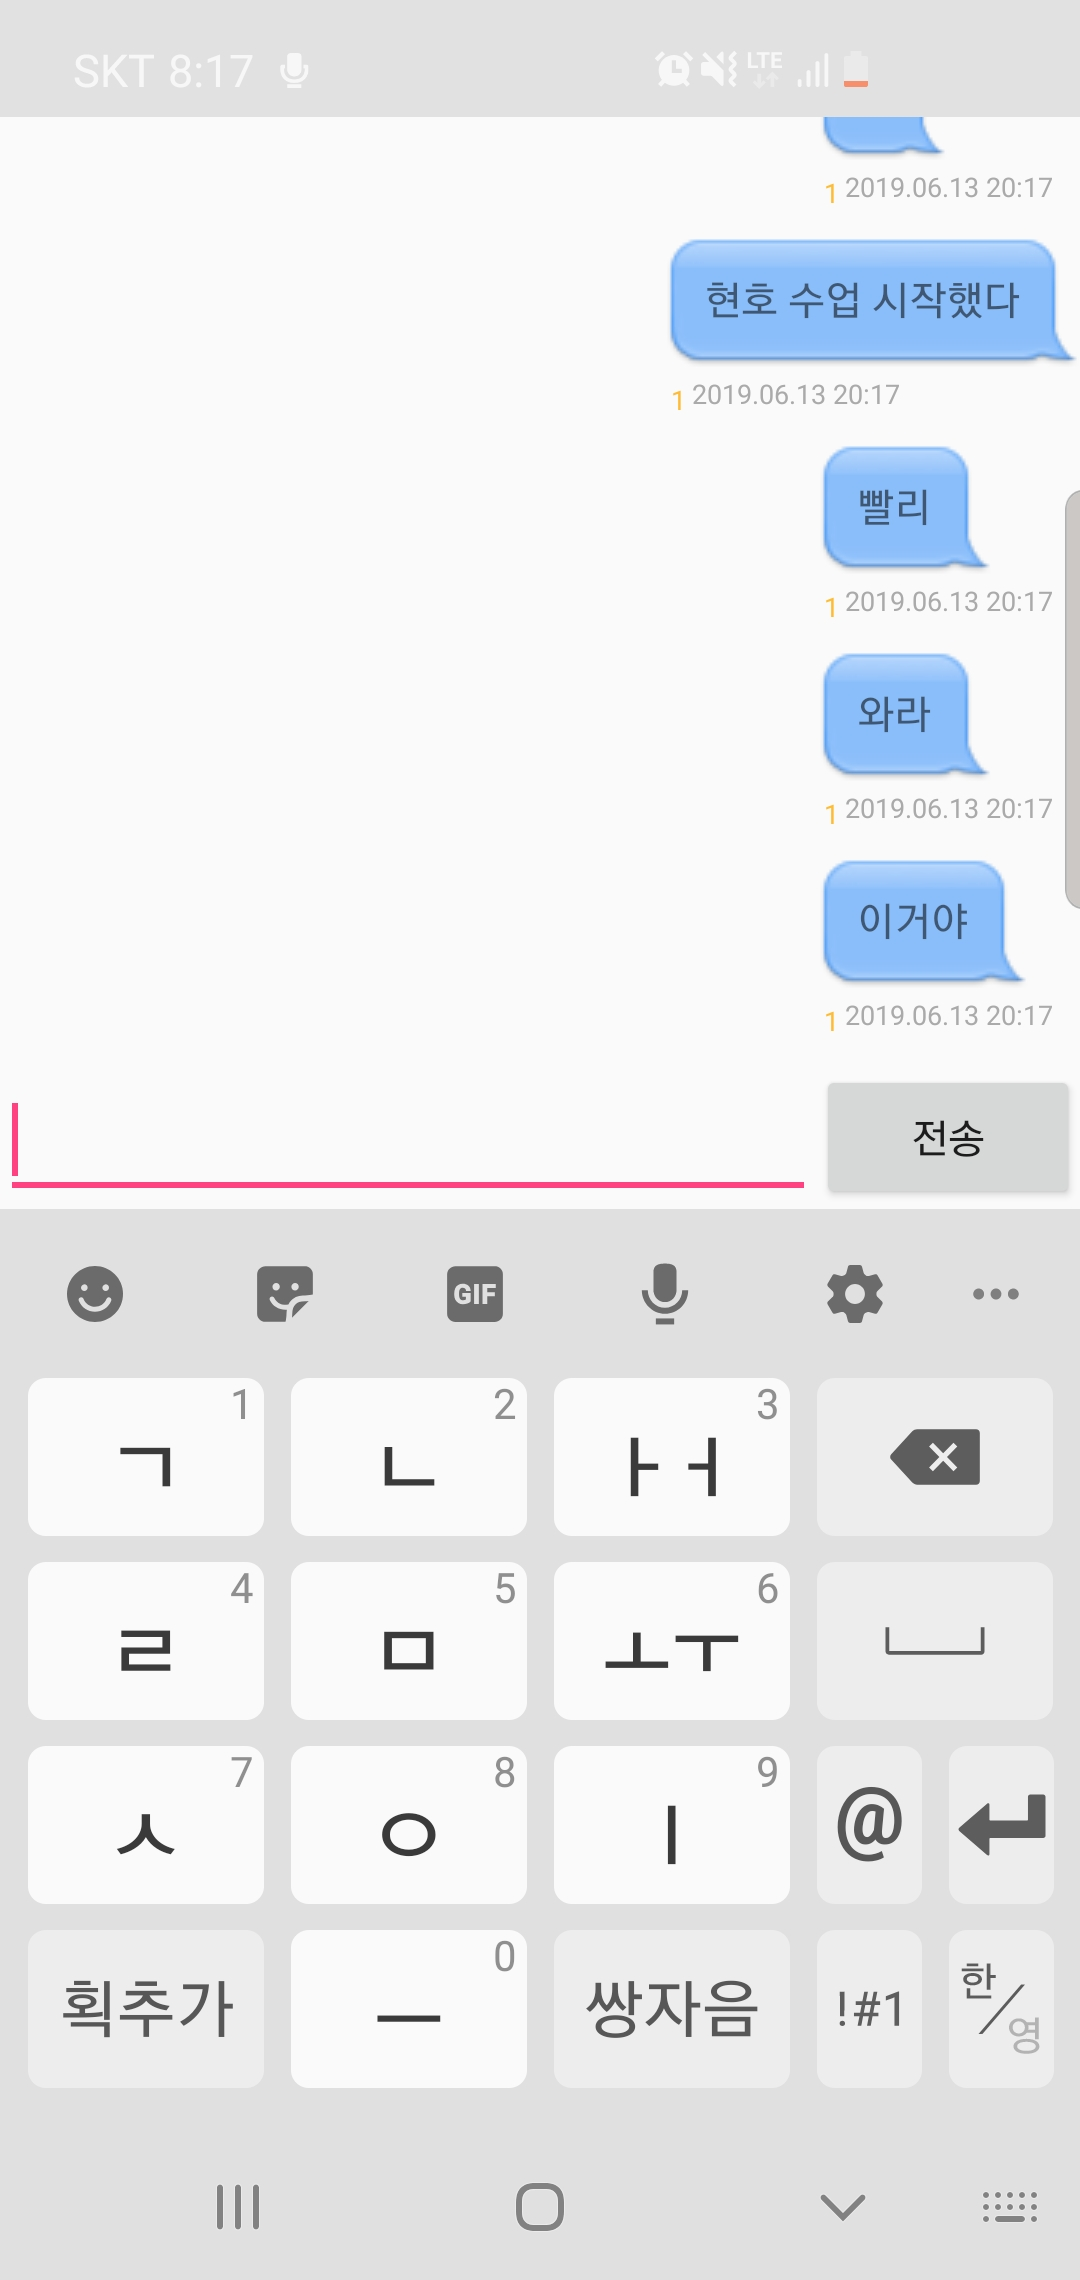 SKT 8:17 LTE
1 2019.06.13 20:17
현호 수업 시작했다
1 2019.06.13 20:17
빨리
1 2019.06.13 20:17
와라
1 2019.06.13 20:17
이거야
1 2019.06.13 20:17
전송
GIF
1 2 3
ㄱ ㄴ ㅏㅓ
4 5 6
ㄹ ㅁ ㅗㅜ
7 8 9
ㅅ ㅇ ㅣ @
0
획추가 ㅡ 쌍자음 !#1 한/영